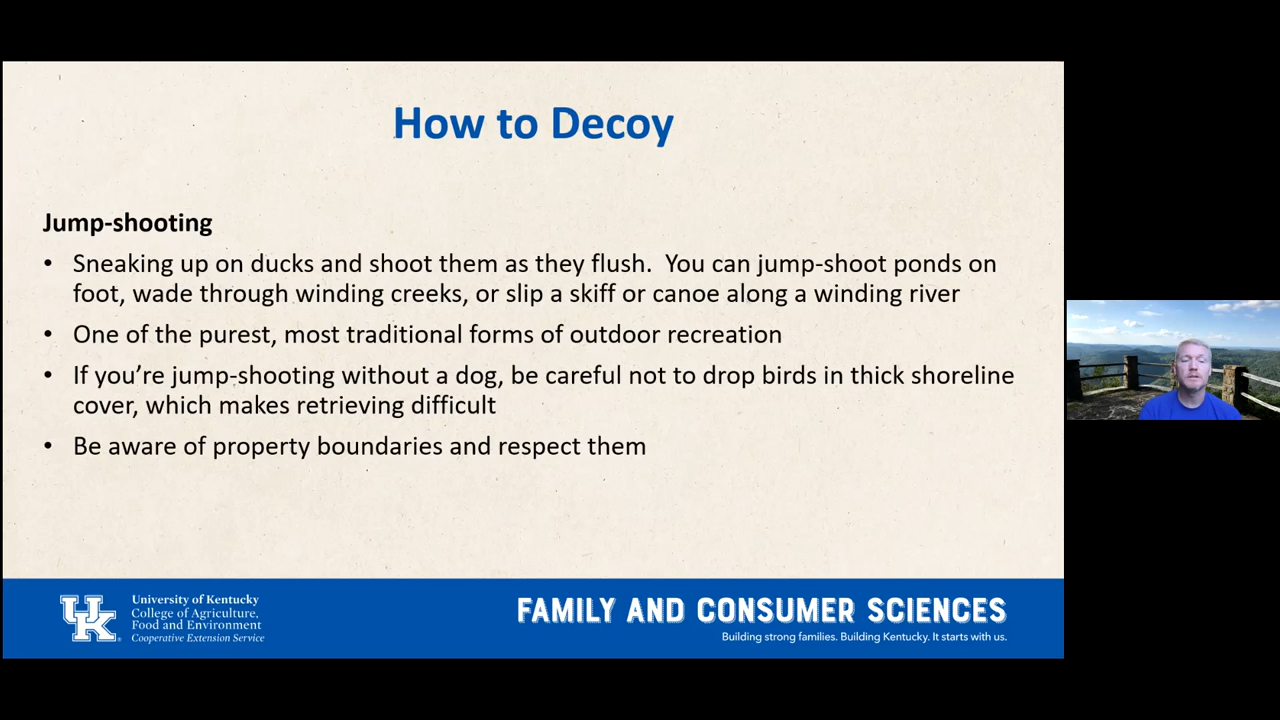 How to Decoy
Jump-shooting
• Sneaking up on ducks and shoot them as they flush.  You can jump-shoot ponds on
foot, wade through winding creeks, or slip a skiff or canoe along a winding river
• One of the purest, most traditional forms of outdoor recreation
• If you’re jump-shooting without a dog, be careful not to drop birds in thick shoreline
cover, which makes retrieving difficult
• Be aware of property boundaries and respect them
UK
University of Kentucky
College of Agriculture,
Food and Environment
Cooperative Extension Service
FAMILY AND CONSUMER SCIENCES
Building strong families. Building Kentucky. It starts with us.